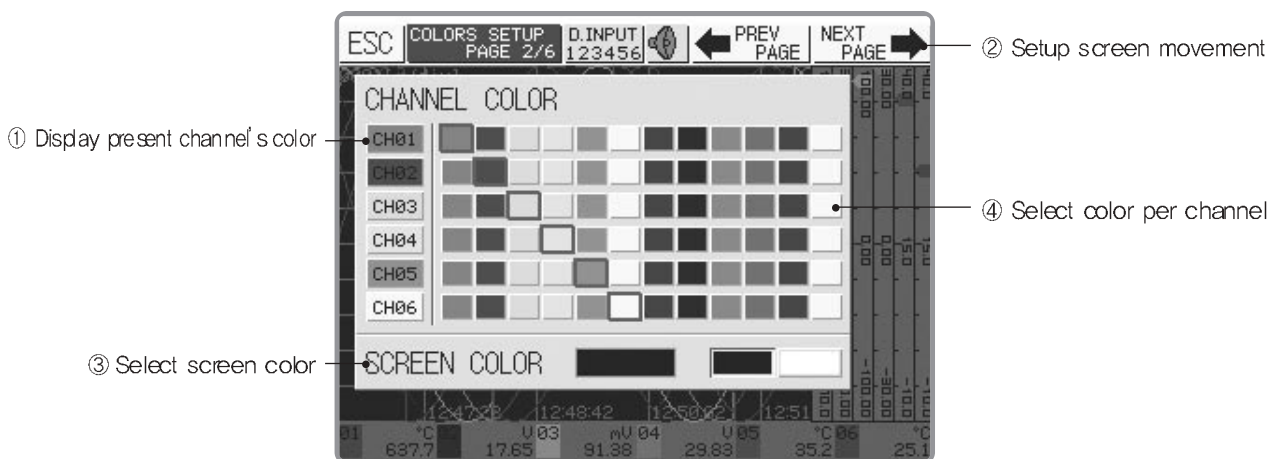 ESC COLORS SETUP PAGE 2/6 D.INPUT 123456 PREV PAGE NEXT PAGE
② Setup screen movement
CHANNEL COLOR
① Display present channel's color
CH01
CH02
CH03
④ Select color per channel
CH04
CH05
CH06
③ Select screen color
SCREEN COLOR
12:48:42 12:51
01 °C 637.7
V 17.65
03 mV 91.38
04 V 29.83
05 °C 35.2
06 °C 25.1